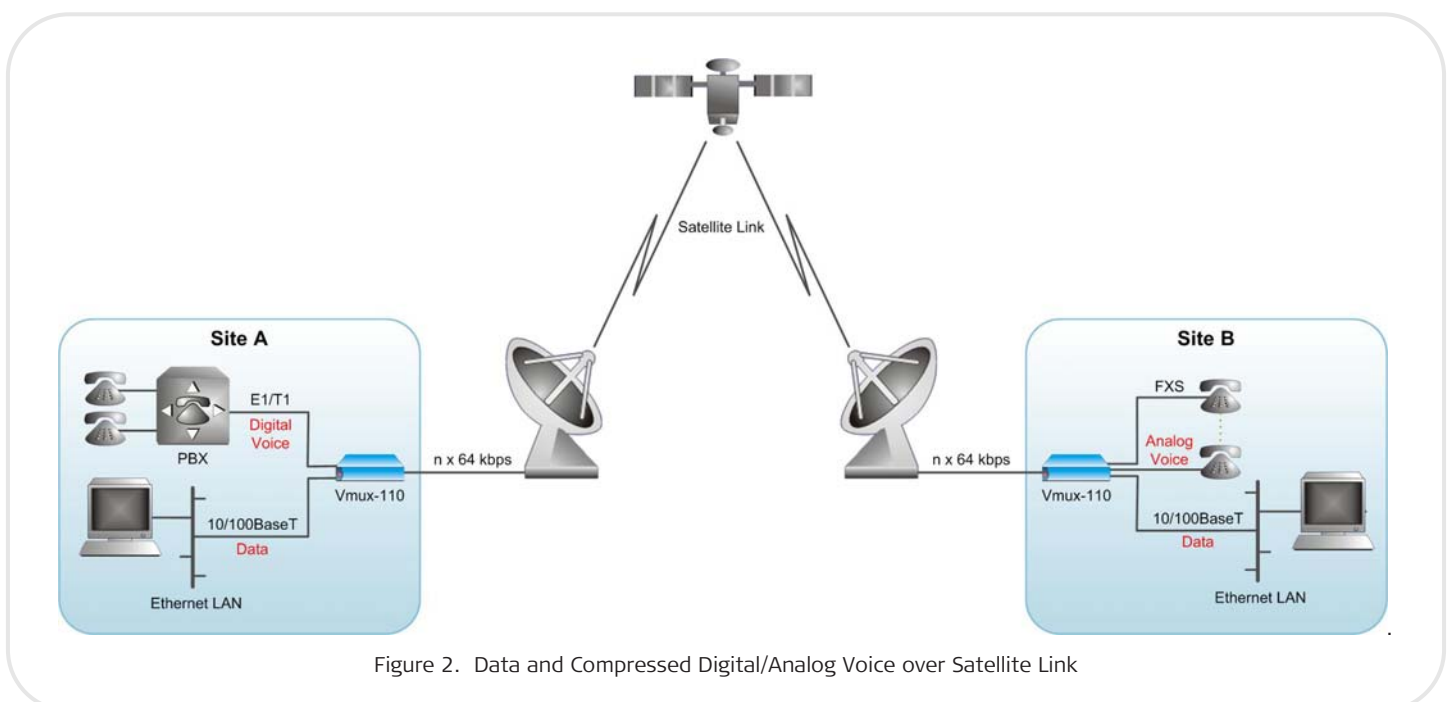 Satellite Link
Site A
E1/T1
Digital
Voice
PBX
Vmux-110
n x 64 kbps
10/100BaseT
Data
Ethernet LAN
n x 64 kbps
Site B
FXS
Analog
Voice
Vmux-110
10/100BaseT
Data
Ethernet LAN
Figure 2. Data and Compressed Digital/Analog Voice over Satellite Link